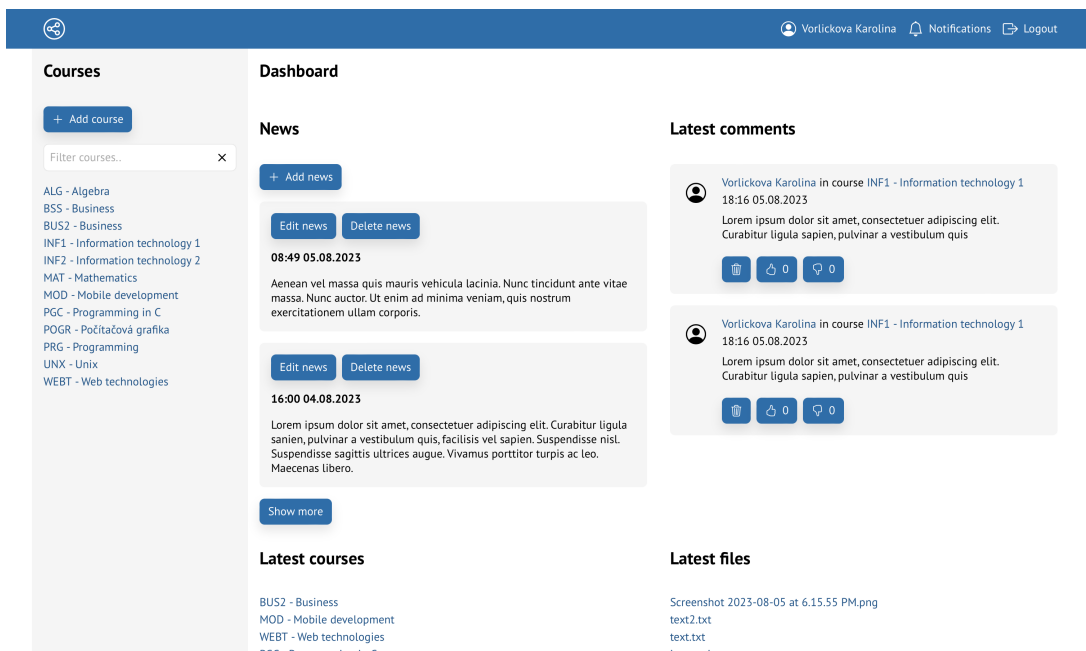 Vorlickova Karolina
Notifications
Logout
Courses
+ Add course
Filter courses..
ALG - Algebra
BSS - Business
BUS2 - Business
INF1 - Information technology 1
INF2 - Information technology 2
MAT - Mathematics
MOD - Mobile development
PGC - Programming in C
POGR - Počítačová grafika
PRG - Programming
UNX - Unix
WEBT - Web technologies
Dashboard
News
+ Add news
Edit news
Delete news
08:49 05.08.2023
Aenean vel massa quis mauris vehicula lacinia. Nunc tincidunt ante vitae
massa. Nunc auctor. Ut enim ad minima veniam, quis nostrum
exercitationem ullam corporis.
Edit news
Delete news
16:00 04.08.2023
Lorem ipsum dolor sit amet, consectetuer adipiscing elit. Curabitur ligula
sanien, pulvinar a vestibulum quis, facilisis vel sapien. Suspendisse nisl.
Suspendisse sagittis ultrices augue. Vivamus porttitor turpis ac leo.
Maecenas libero.
Show more
Latest comments
Vorlickova Karolina in course INF1 - Information technology 1
18:16 05.08.2023
Lorem ipsum dolor sit amet, consectetuer adipiscing elit.
Curabitur ligula sapien, pulvinar a vestibulum quis
0
0
Vorlickova Karolina in course INF1 - Information technology 1
18:16 05.08.2023
Lorem ipsum dolor sit amet, consectetuer adipiscing elit.
Curabitur ligula sapien, pulvinar a vestibulum quis
0
0
Latest courses
BUS2 - Business
MOD - Mobile development
WEBT - Web technologies
Latest files
Screenshot 2023-08-05 at 6.15.55 PM.png
text2.txt
text.txt